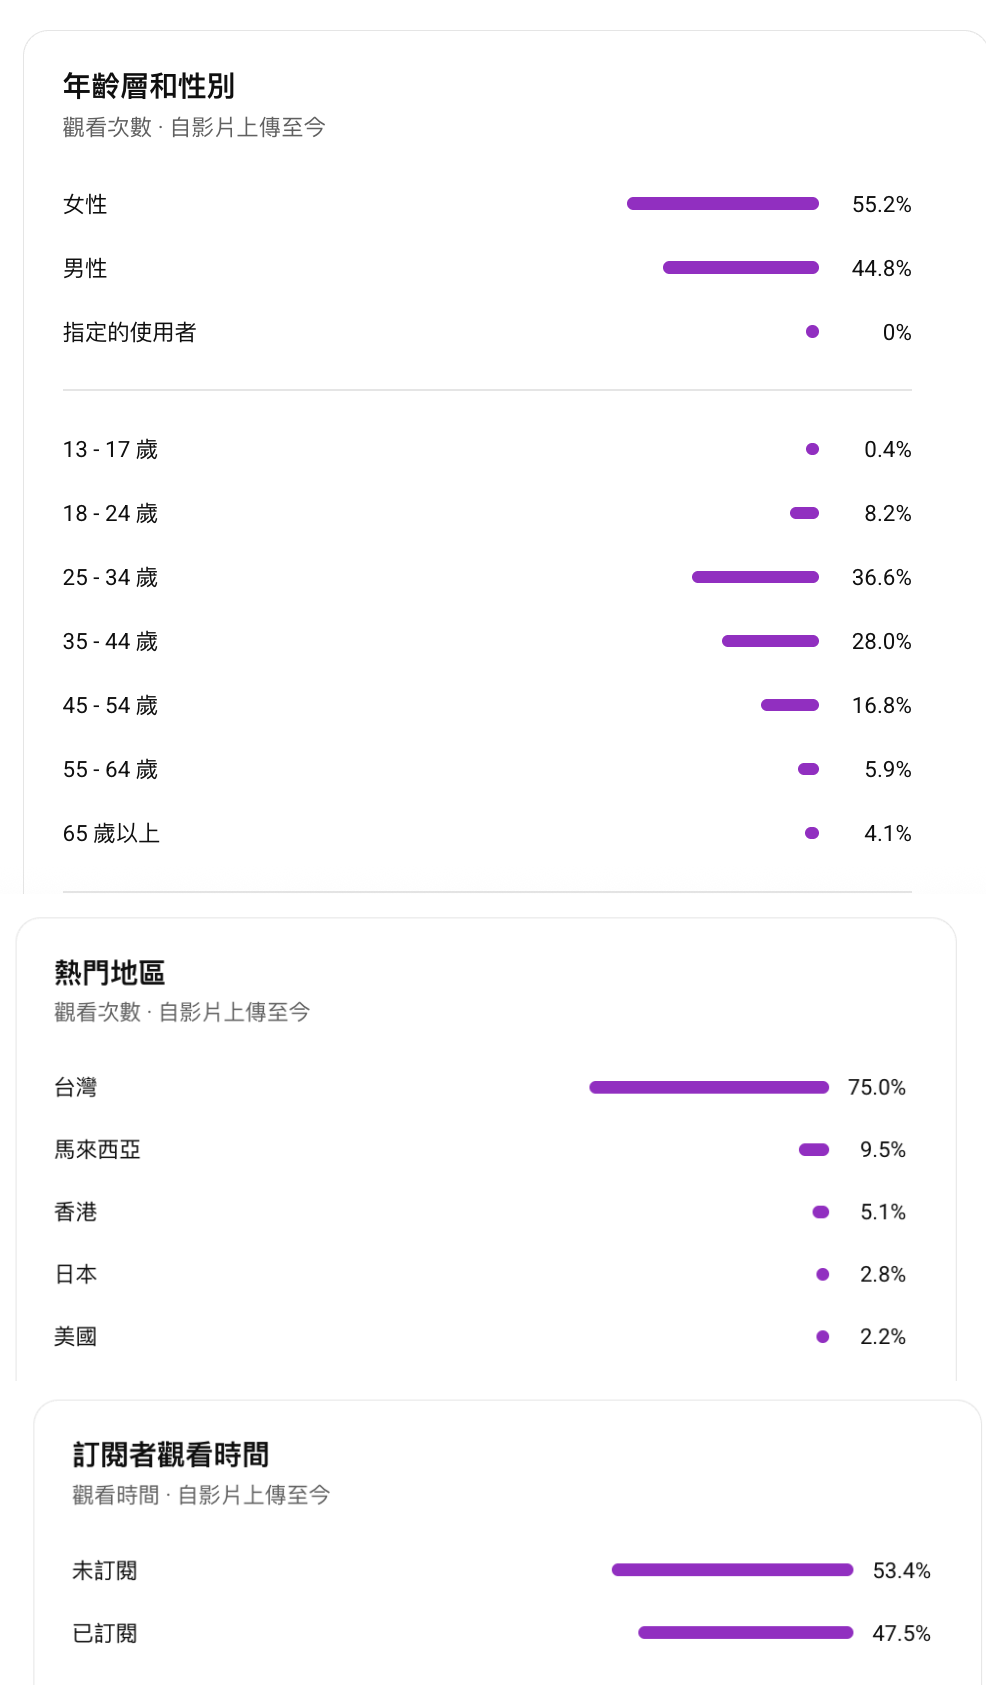 年齡層和性別
觀看次數 · 自影片上傳至今
女性 55.2%
男性 44.8%
指定的使用者 0%
13 - 17 歲 0.4%
18 - 24 歲 8.2%
25 - 34 歲 36.6%
35 - 44 歲 28.0%
45 - 54 歲 16.8%
55 - 64 歲 5.9%
65 歲以上 4.1%
熱門地區
觀看次數 · 自影片上傳至今
台灣 75.0%
馬來西亞 9.5%
香港 5.1%
日本 2.8%
美國 2.2%
訂閱者觀看時間
觀看時間 · 自影片上傳至今
未訂閱 53.4%
已訂閱 47.5%